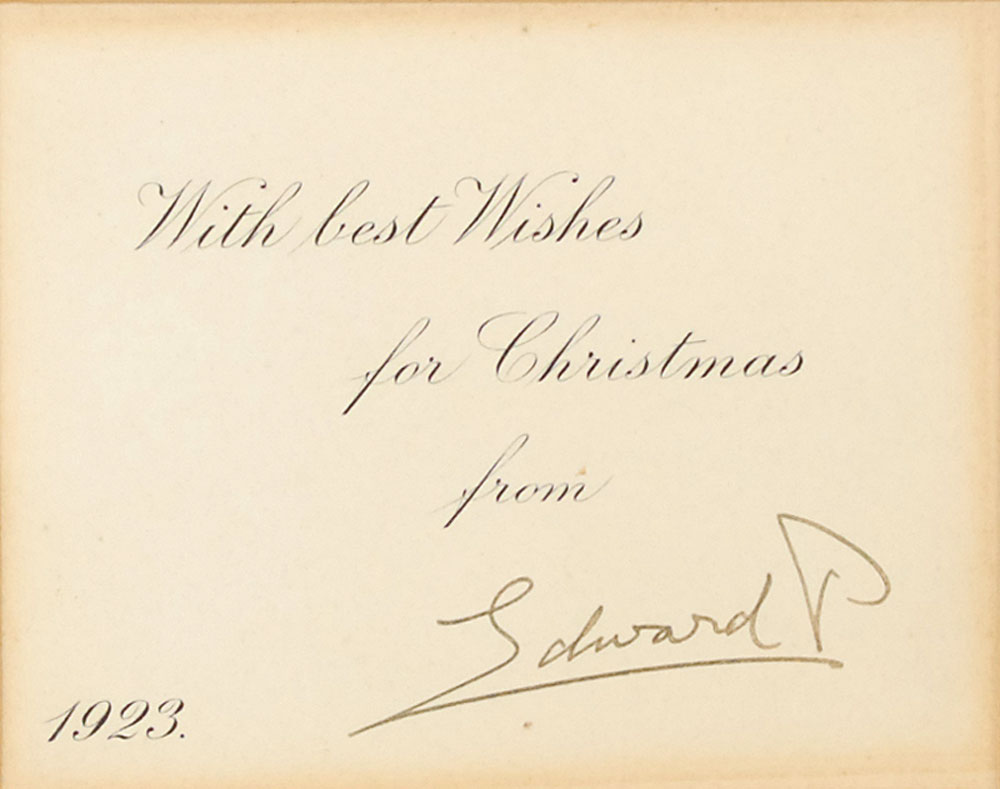 With best Wishes
for Christmas
from
Edward P
1923.